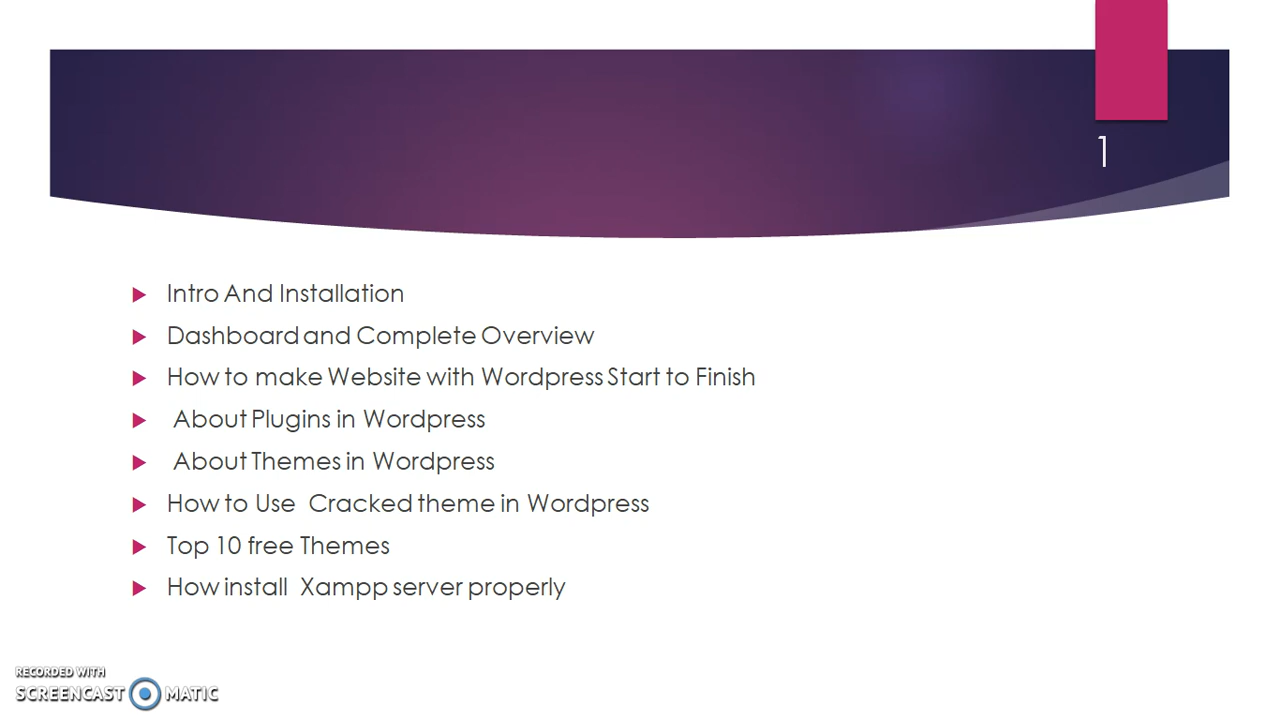 1
Intro And Installation
Dashboard and Complete Overview
How to make Website with Wordpress Start to Finish
About Plugins in Wordpress
About Themes in Wordpress
How to Use Cracked theme in Wordpress
Top 10 free Themes
How install Xampp server properly
RECORDED WITH
SCREENCAST MATIC